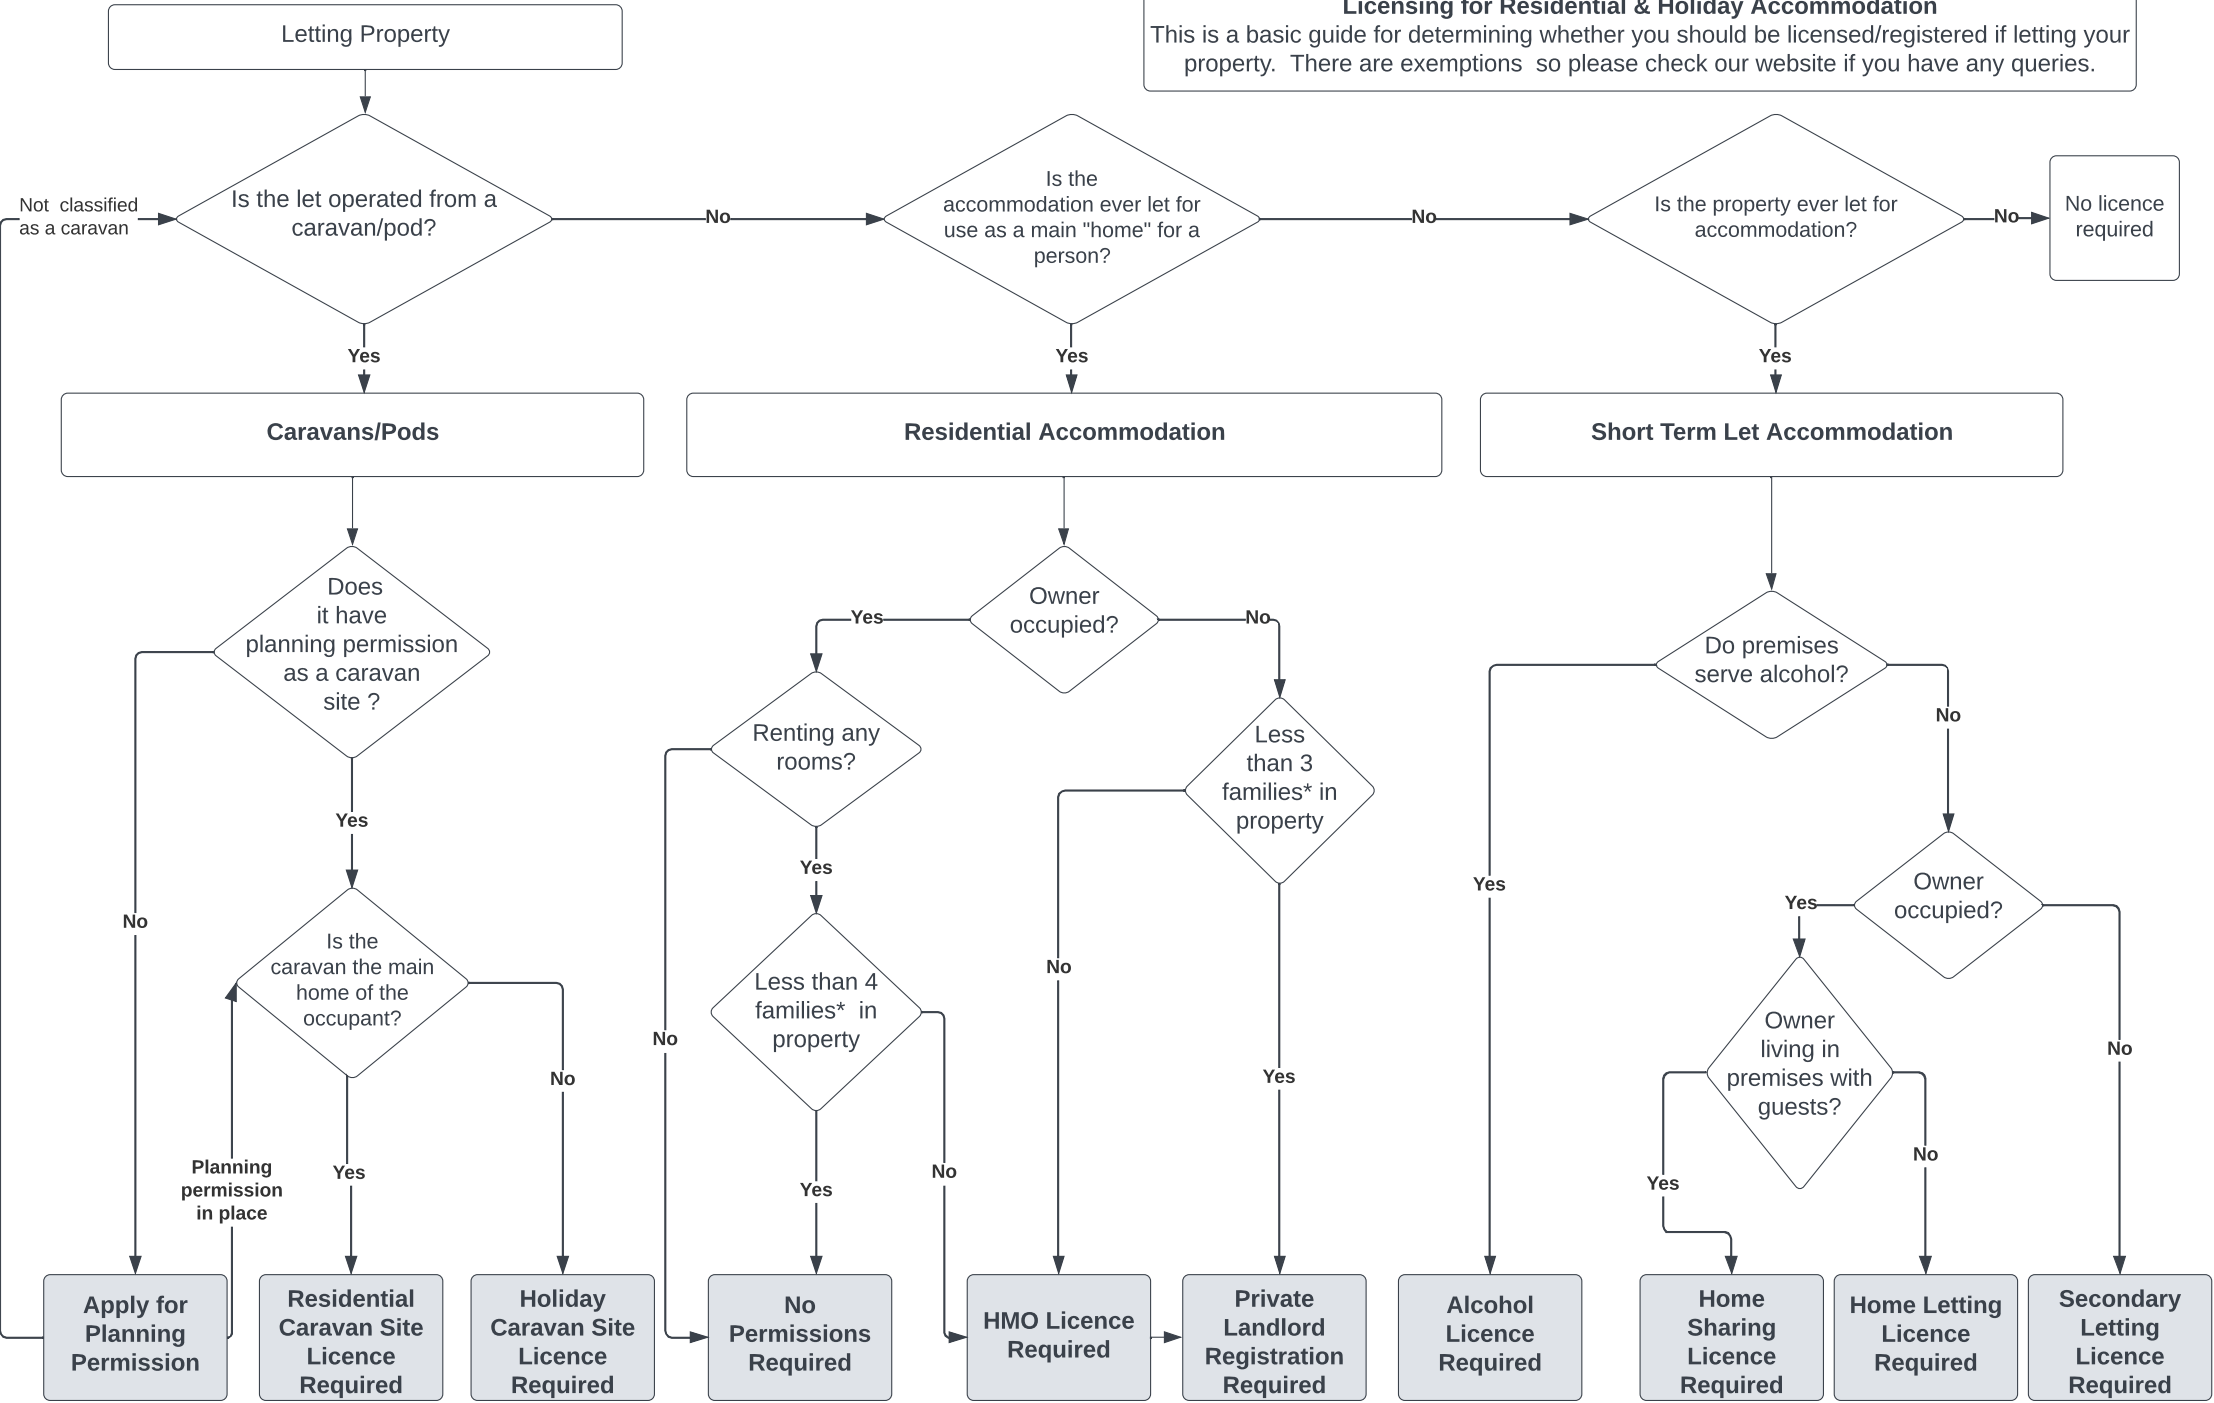 Letting Property
Licensing for Residential & Holiday Accommodation
This is a basic guide for determining whether you should be licensed/registered if letting your
property.  There are exemptions  so please check our website if you have any queries.
Not  classified
as a caravan
Is the let operated from a
caravan/pod?
No
Is the
accommodation ever let for
use as a main "home" for a
person?
No
Is the property ever let for
accommodation?
No
No licence
required
Yes
Yes
Yes
Caravans/Pods
Residential Accommodation
Short Term Let Accommodation
Does
it have
planning permission
as a caravan
site ?
Owner
occupied?
Yes
No
Do premises
serve alcohol?
No
Renting any
rooms?
Less
than 3
families* in
property
Yes
Yes
Yes
No
Owner
occupied?
Yes
Is the
caravan the main
home of the
occupant?
Less than 4
families*  in
property
No
No
Owner
living in
premises with
guests?
No
No
Yes
Planning
permission
in place
Yes
Yes
No
Yes
No
Apply for
Planning
Permission
Residential
Caravan Site
Licence
Required
Holiday
Caravan Site
Licence
Required
No
Permissions
Required
HMO Licence
Required
Private
Landlord
Registration
Required
Alcohol
Licence
Required
Home
Sharing
Licence
Required
Home Letting
Licence
Required
Secondary
Letting
Licence
Required